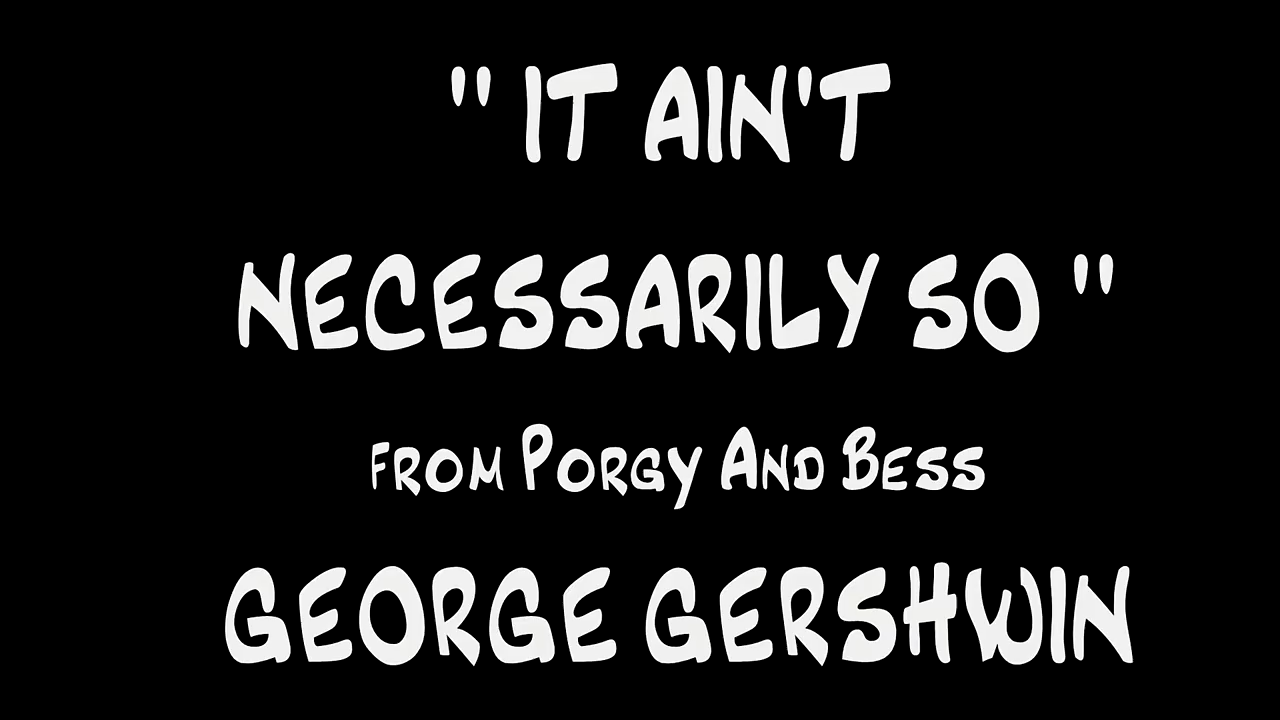 " IT AIN'T
NECESSARILY SO "
FROM PORGY AND BESS
GEORGE GERSHWIN